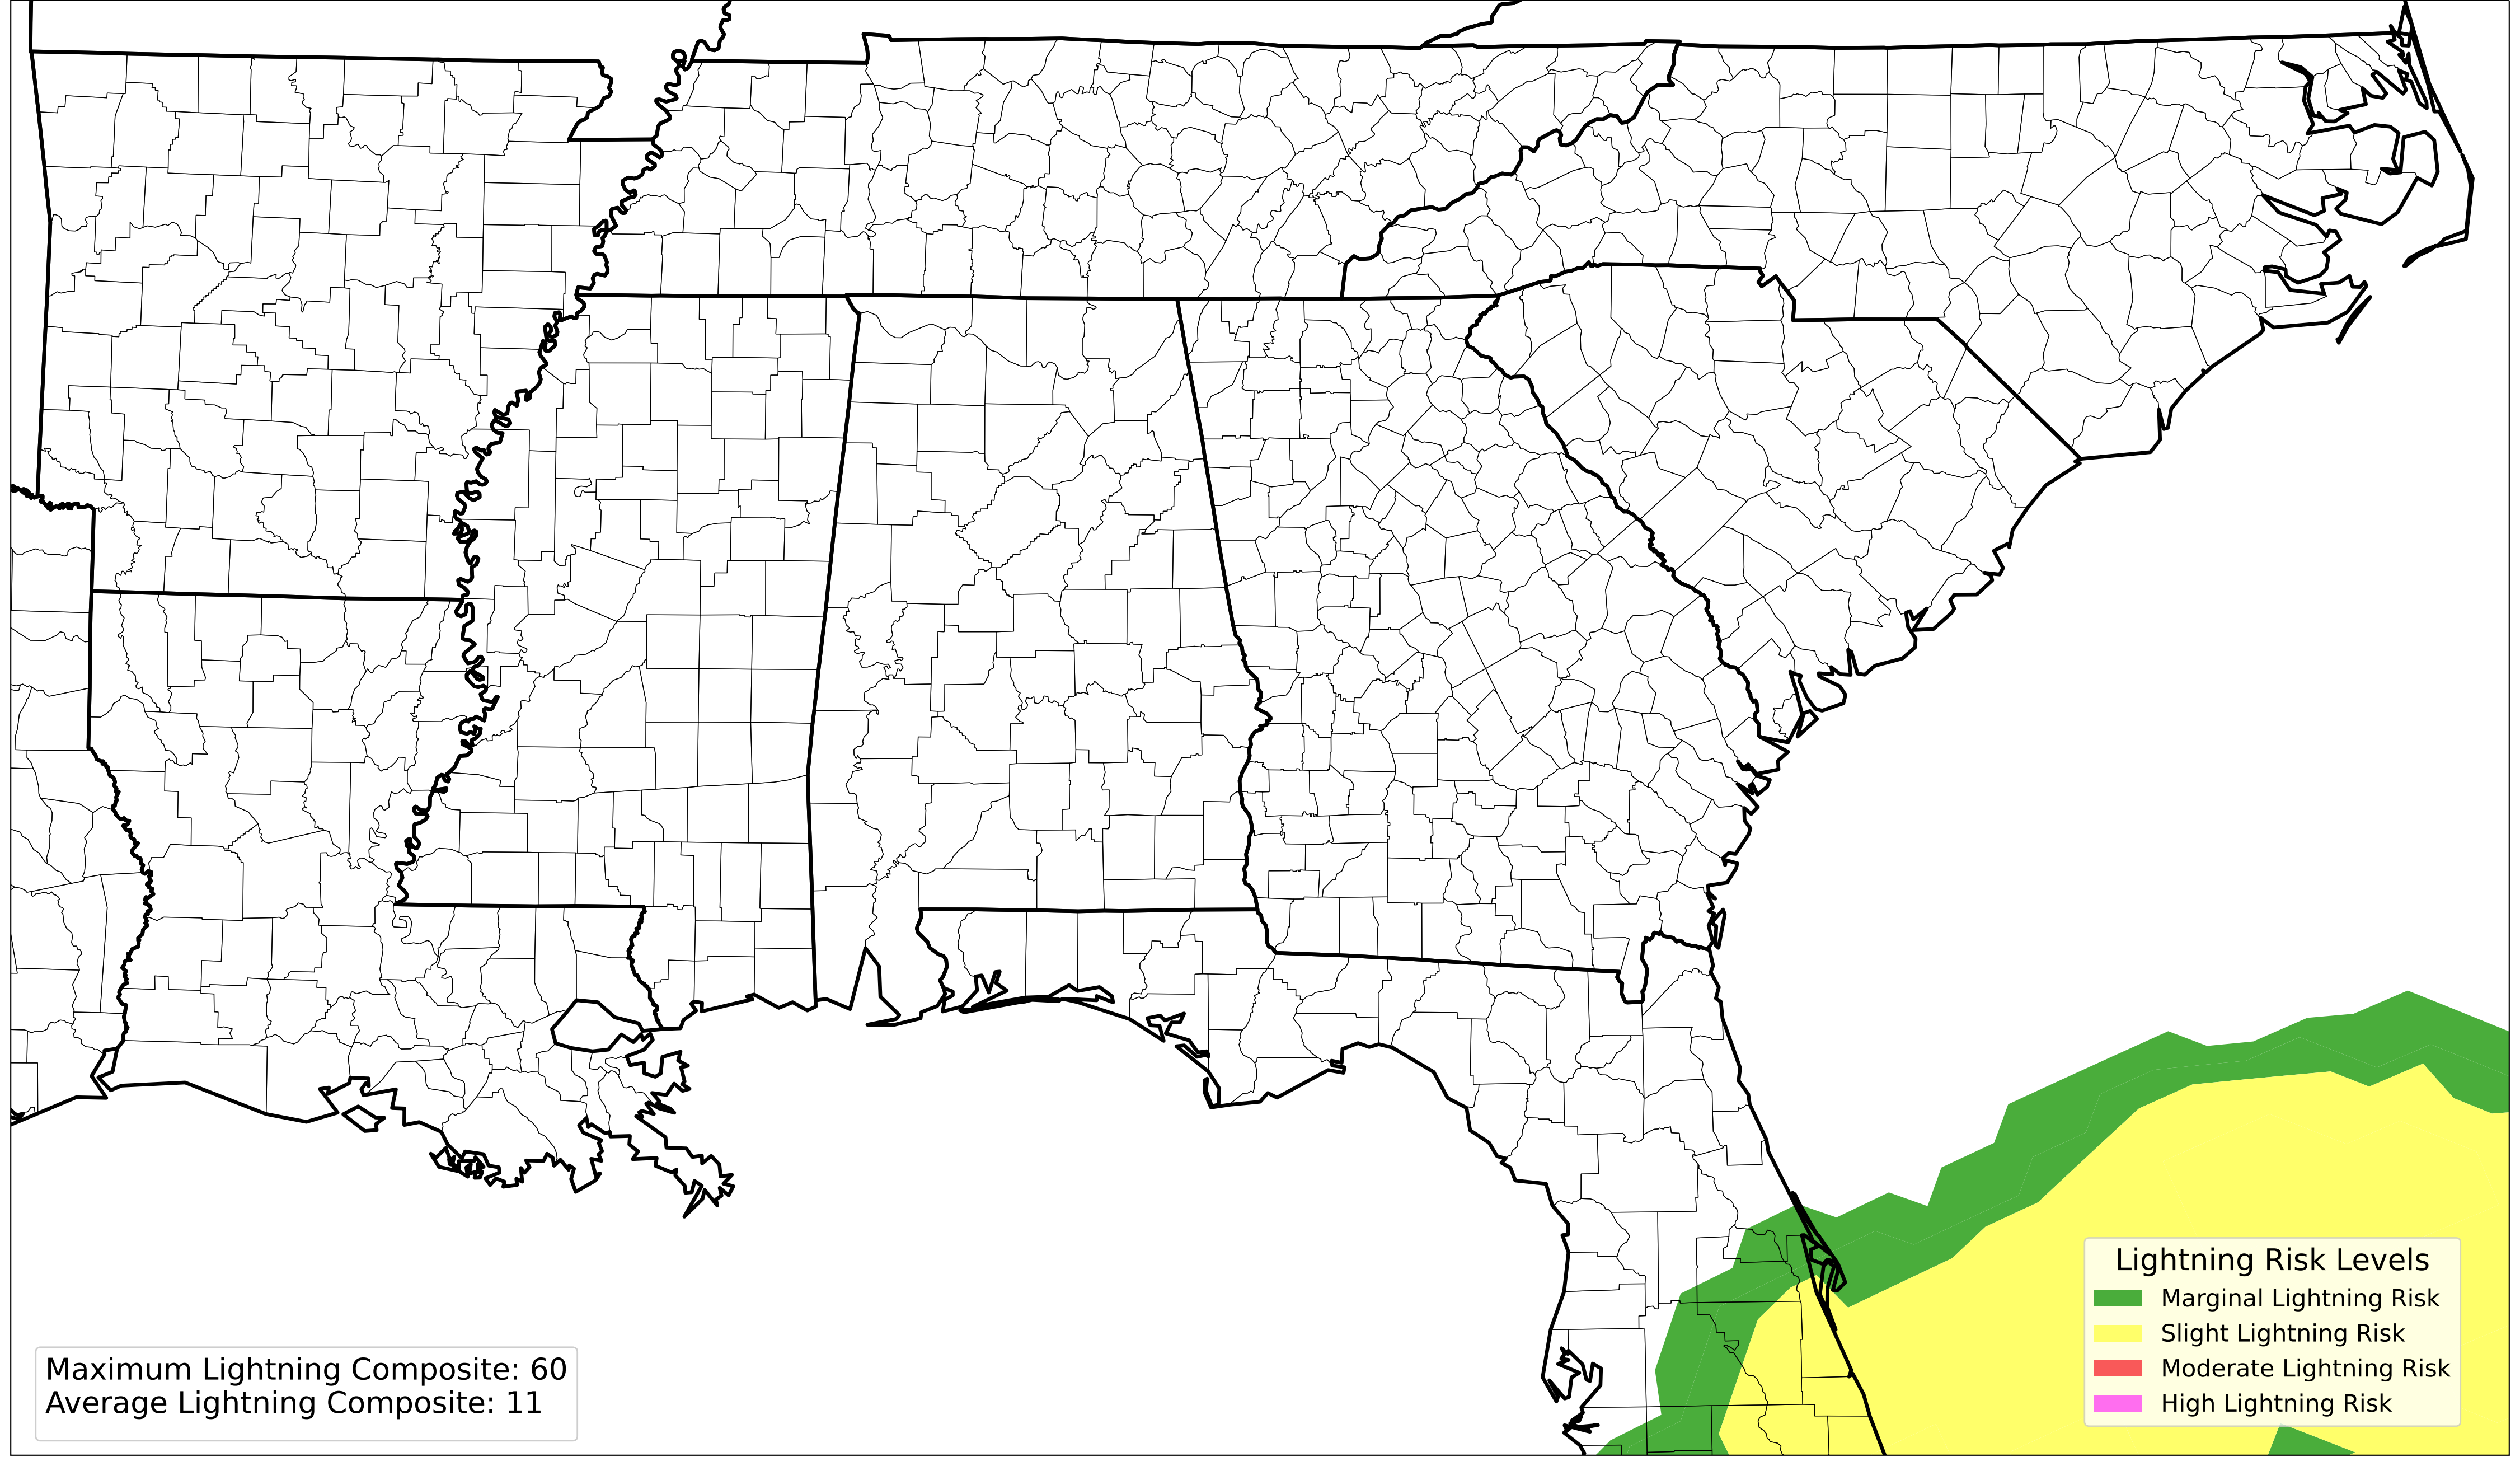 Lightning Risk Levels
Marginal Lightning Risk
Slight Lightning Risk
Moderate Lightning Risk
High Lightning Risk
Maximum Lightning Composite: 60
Average Lightning Composite: 11